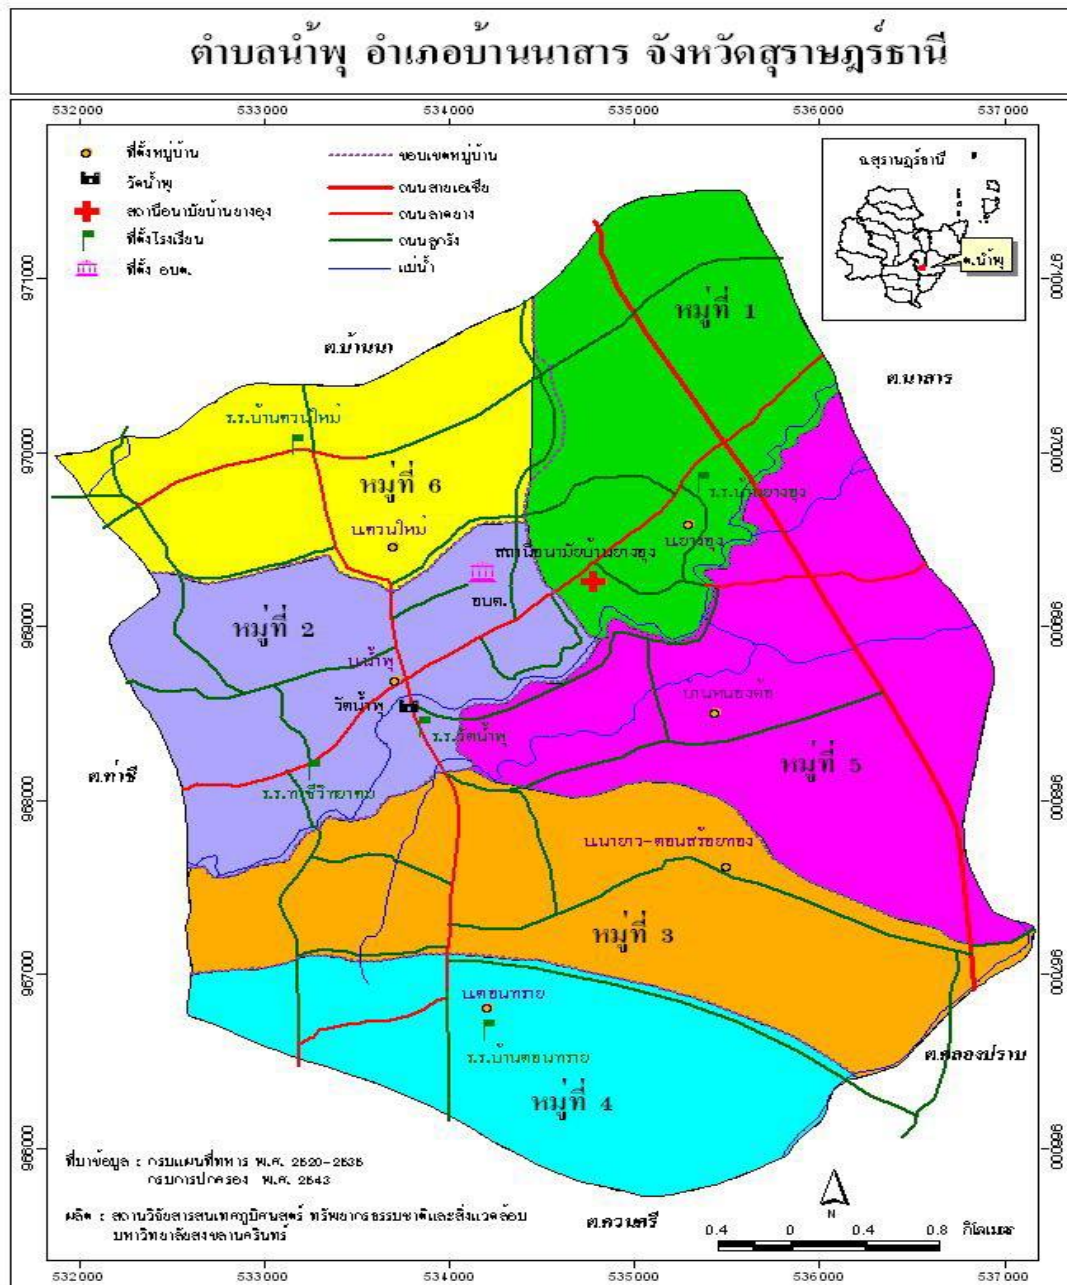 ตำบลน้ำพุ อำเภอบ้านนาสาร จังหวัดสุราษฎร์ธานี
532000 533000 534000 535000 536000 537000
ที่ตั้งหมู่บ้าน
วัดน้ำพุ
สถานีอนามัยบ้านยางอุง
ที่ตั้งโรงเรียน
ที่ตั้ง อบต.
ขอบเขตหมู่บ้าน
ถนนสายเอเซีย
ถนนลาดยาง
ถนนลูกรัง
แม่น้ำ
จ.สุราษฎร์ธานี
ต.น้ำพุ
971000 971000
หมู่ที่ 1
ต.บ้านนา
ต.นาสาร
ร.ร.บ้านควนใหม่
970000 970000
หมู่ที่ 6
ร.ร.บ้านยางอุง
บ.ควนใหม่
บ.ยางอุง
สถานีอนามัยบ้านยางอุง
อบต.
969000 969000
หมู่ที่ 2
บ.น้ำพุ
วัดน้ำพุ
ร.ร.วัดน้ำพุ
หมู่ที่ 5
ต.ท่าชี
ร.ร.ท่าชีวิทยาคม
968000 968000
บ.นายาว-ดอนสร้อยทอง
หมู่ที่ 3
967000 967000
บ.ดอนทราย
ร.ร.บ้านดอนทราย
ต.คลองปราบ
หมู่ที่ 4
966000 966000
ที่มาข้อมูล : กรมแผนที่ทหาร พ.ศ. 2520-2535
กรมการปกครอง พ.ศ. 2543
ผลิต : สถานวิจัยสารสนเทศภูมิศาสตร์ ทรัพยากรธรรมชาติและสิ่งแวดล้อม
มหาวิทยาลัยสงขลานครินทร์
ต.ควนศรี
N
0.4 0 0.8 กิโลเมตร
532000 533000 534000 535000 536000 537000